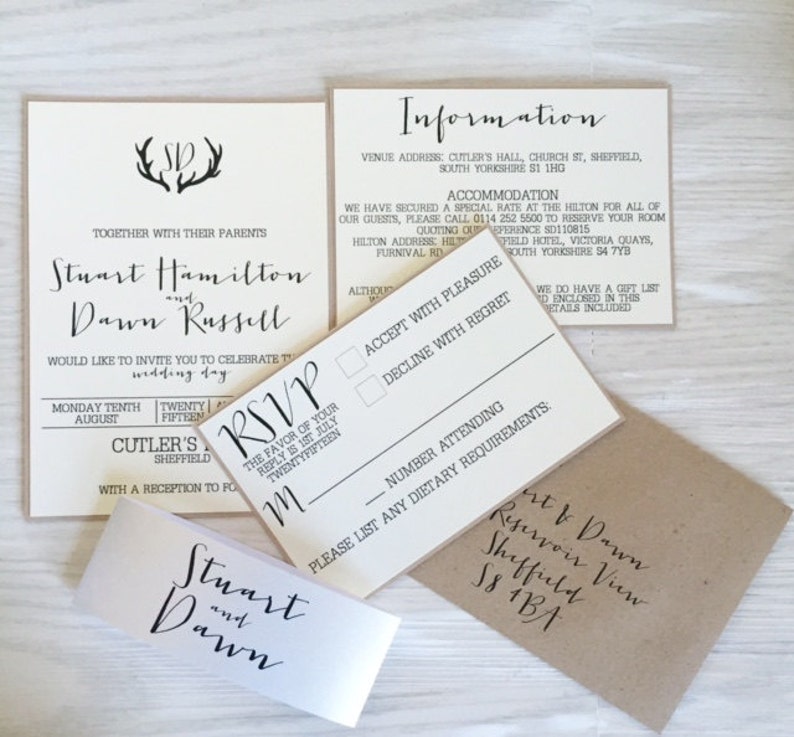 SD
TOGETHER WITH THEIR PARENTS
Stuart Hamilton
and
Dawn Russell
WOULD LIKE TO INVITE YOU TO CELEBRATE
wedding day
MONDAY TENTH
AUGUST
TWENTY
FIFTEEN
CUTLER'S
SHEFFIELD
WITH A RECEPTION TO
Information
VENUE ADDRESS: CUTLER'S HALL, CHURCH ST, SHEFFIELD,
SOUTH YORKSHIRE S1 1HG
ACCOMMODATION
WE HAVE SECURED A SPECIAL RATE AT THE HILTON FOR ALL OF
OUR GUESTS, PLEASE CALL 0114 252 5500 TO RESERVE YOUR ROOM
QUOTING OUR REFERENCE SD110815
HILTON ADDRESS: HILTON SHEFFIELD HOTEL, VICTORIA QUAYS,
FURNIVAL RD SOUTH YORKSHIRE S4 7YB
WE DO HAVE A GIFT LIST
ENCLOSED IN THIS
DETAILS INCLUDED
RSVP
THE FAVOR OF YOUR
REPLY IS 1ST JULY
TWENTYFIFTEEN
ACCEPT WITH PLEASURE
DECLINE WITH REGRET
M
NUMBER ATTENDING
PLEASE LIST ANY DIETARY REQUIREMENTS:
& Dawn
Reservoir View
Sheffield
S8 1BA
Stuart
and
Dawn